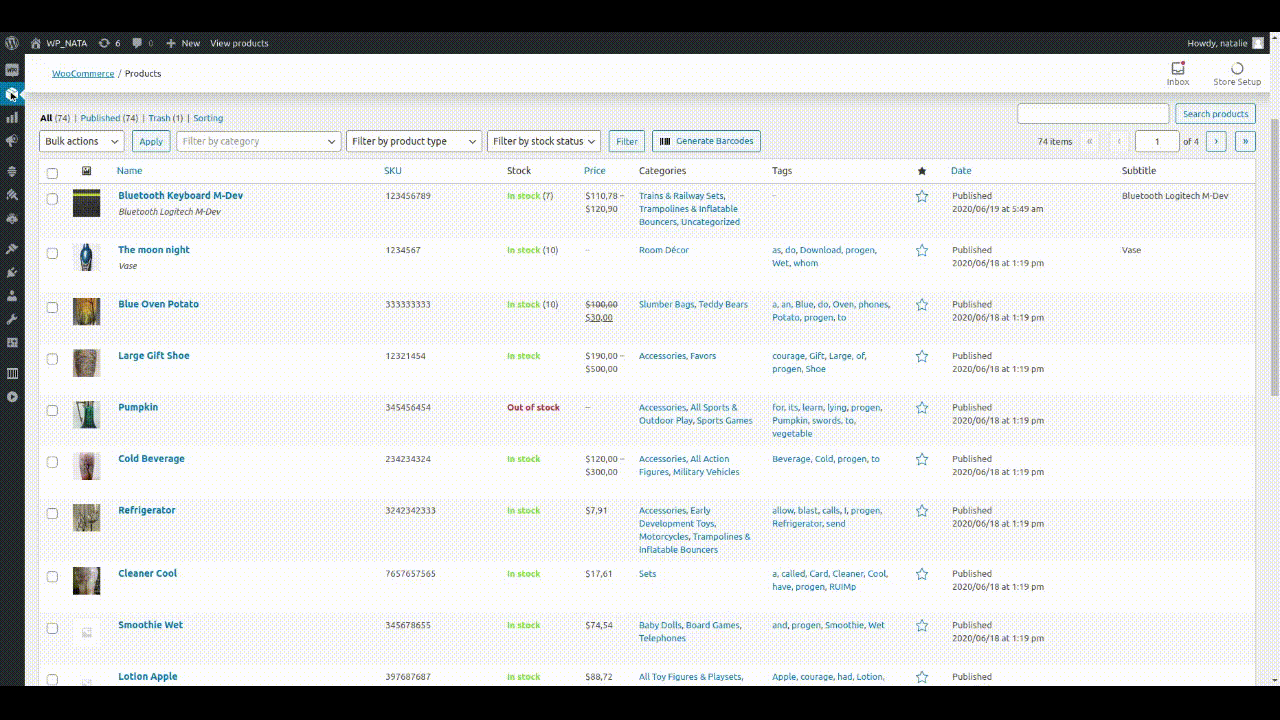 WP_NATA 6 0 New View products Howdy, natalie
WooCommerce / Products Inbox Store Setup
All (74) | Published (74) | Trash (1) | Sorting Search products
Bulk actions Apply Filter by category Filter by product type Filter by stock status Filter Generate Barcodes 74 items « ‹ 1 of 4 › »
Name SKU Stock Price Categories Tags Date Subtitle
Bluetooth Keyboard M-Dev 123456789 In stock (7) $110,78 – Trains & Railway Sets, Published Bluetooth Logitech M-Dev
Bluetooth Logitech M-Dev $120,90 Trampolines & Inflatable 2020/06/19 at 5:49 am
Bouncers, Uncategorized
The moon night 1234567 In stock (10) – Room Décor as, do, Download, progen, Published Vase
Vase Wet, whom 2020/06/18 at 1:19 pm
Blue Oven Potato 333333333 In stock (10) $100,00 Slumber Bags, Teddy Bears a, an, Blue, do, Oven, phones, Published
$30,00 Potato, progen, to 2020/06/18 at 1:19 pm
Large Gift Shoe 12321454 In stock $190,00 – Accessories, Favors courage, Gift, Large, of, Published
$500,00 progen, Shoe 2020/06/18 at 1:19 pm
Pumpkin 345456454 Out of stock – Accessories, All Sports & for, its, learn, lying, progen, Published
Outdoor Play, Sports Games Pumpkin, swords, to, 2020/06/18 at 1:19 pm
vegetable
Cold Beverage 234234324 In stock $120,00 – Accessories, All Action Beverage, Cold, progen, to Published
$300,00 Figures, Military Vehicles 2020/06/18 at 1:19 pm
Refrigerator 3242342333 In stock $7,91 Accessories, Early allow, blast, calls, I, progen, Published
Development Toys, Refrigerator, send 2020/06/18 at 1:19 pm
Motorcycles, Trampolines &
Inflatable Bouncers
Cleaner Cool 7657657565 In stock $17,61 Sets a, called, Card, Cleaner, Cool, Published
have, progen, RUIMp 2020/06/18 at 1:19 pm
Smoothie Wet 345678655 In stock $74,54 Baby Dolls, Board Games, and, progen, Smoothie, Wet Published
Telephones 2020/06/18 at 1:19 pm
Lotion Apple 397687687 In stock $88,72 All Toy Figures & Playsets, Apple, courage, had, Lotion, Published